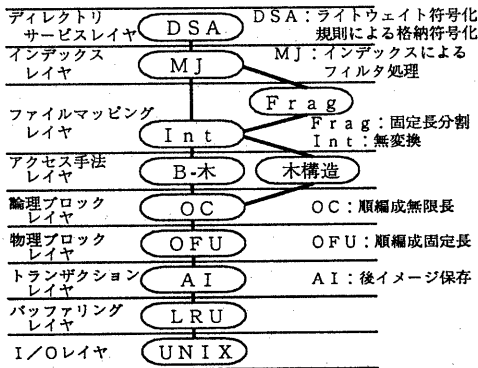 ディレクトリ
サービスレイヤ
DSA
DSA：ライトウェイト符号化
規則による格納符号化
インデックス
レイヤ
MJ
MJ：インデックスによる
フィルタ処理
Frag
ファイルマッピング
レイヤ
Int
Frag：固定長分割
Int：無変換
アクセス手法
レイヤ
B-木
木構造
論理ブロック
レイヤ
OC
OC：順編成無限長
物理ブロック
レイヤ
OFU
OFU：順編成固定長
トランザクション
レイヤ
AI
AI：後イメージ保存
バッファリング
レイヤ
LRU
I／Oレイヤ
UNIX